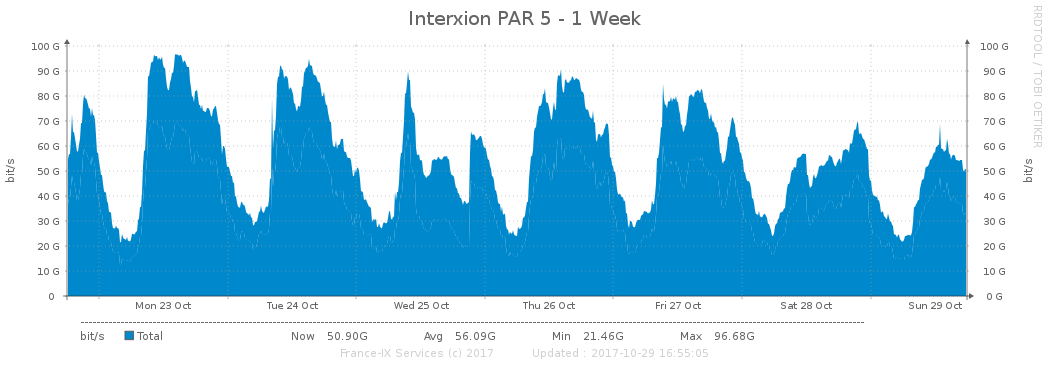 Interxion PAR 5 - 1 Week
RRDTOOL / TOBI OETIKER
bit/s
100 G
90 G
80 G
70 G
60 G
50 G
40 G
30 G
20 G
10 G
0
100 G
90 G
80 G
70 G
60 G
50 G
40 G
30 G
20 G
10 G
0 G
bit/s
Mon 23 Oct Tue 24 Oct Wed 25 Oct Thu 26 Oct Fri 27 Oct Sat 28 Oct Sun 29 Oct
bit/s Total Now 50.90G Avg 56.09G Min 21.46G Max 96.68G
France-IX Services (c) 2017 Updated : 2017-10-29 16:55:05